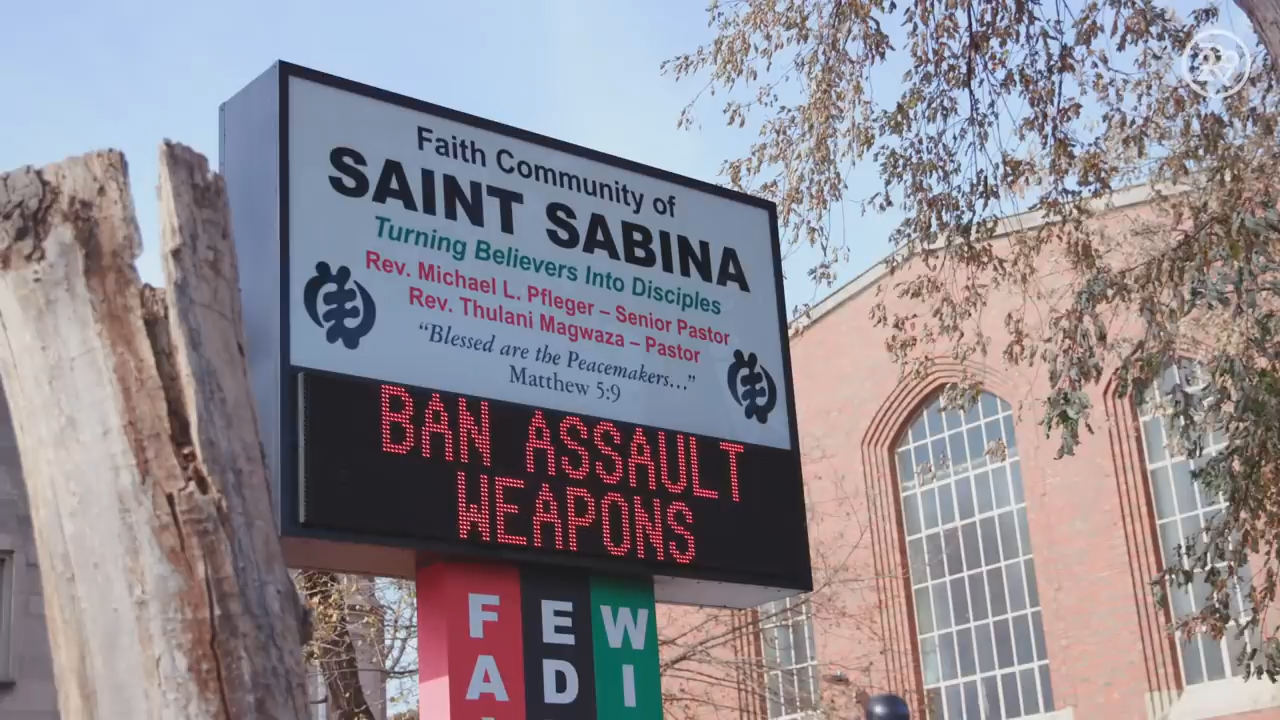 Faith Community of
SAINT SABINA
Turning Believers Into Disciples
Rev. Michael L. Pfleger – Senior Pastor
Rev. Thulani Magwaza – Pastor
“Blessed are the Peacemakers...”
Matthew 5:9
BAN ASSAULT
WEAPONS
F E W
A D I
R29